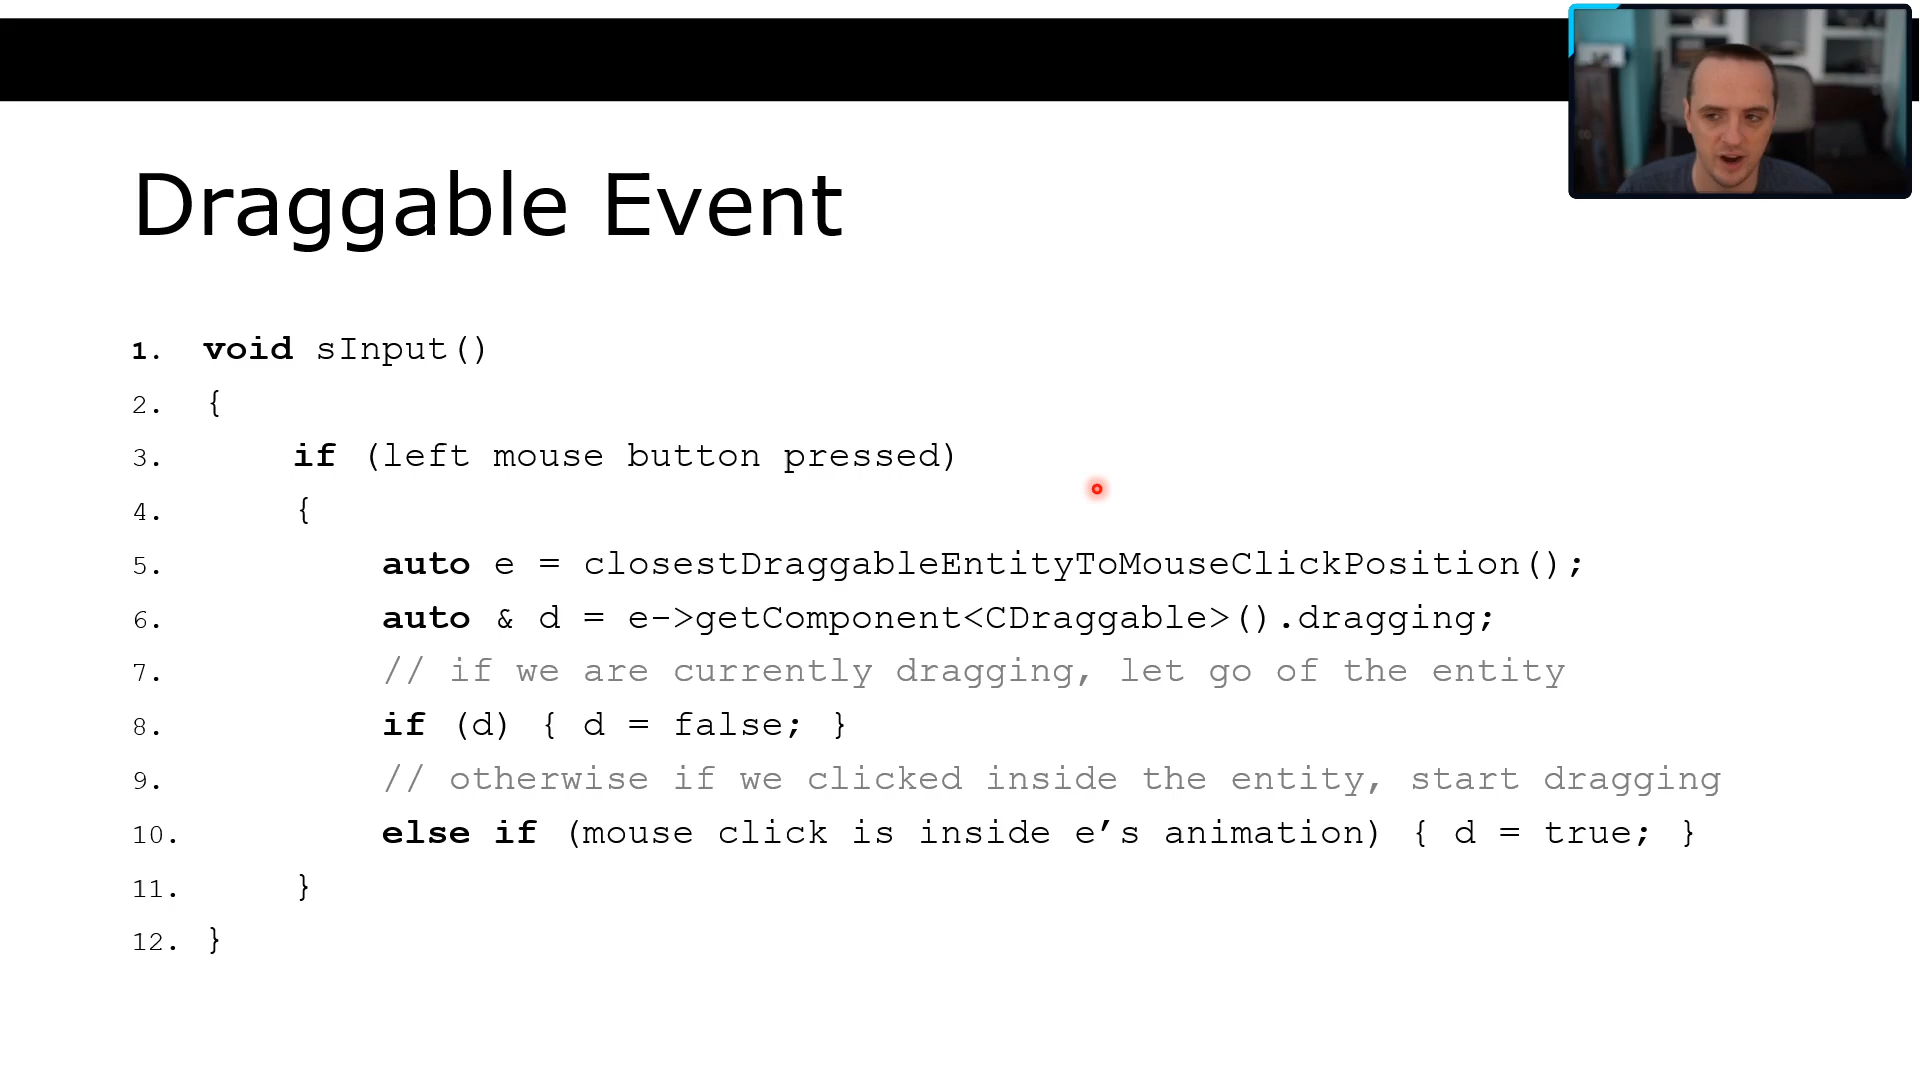 Draggable Event
1. void sInput()
2. {
3. if (left mouse button pressed)
4. {
5. auto e = closestDraggableEntityToMouseClickPosition();
6. auto & d = e->getComponent<CDraggable>().dragging;
7. // if we are currently dragging, let go of the entity
8. if (d) { d = false; }
9. // otherwise if we clicked inside the entity, start dragging
10. else if (mouse click is inside e’s animation) { d = true; }
11. }
12. }